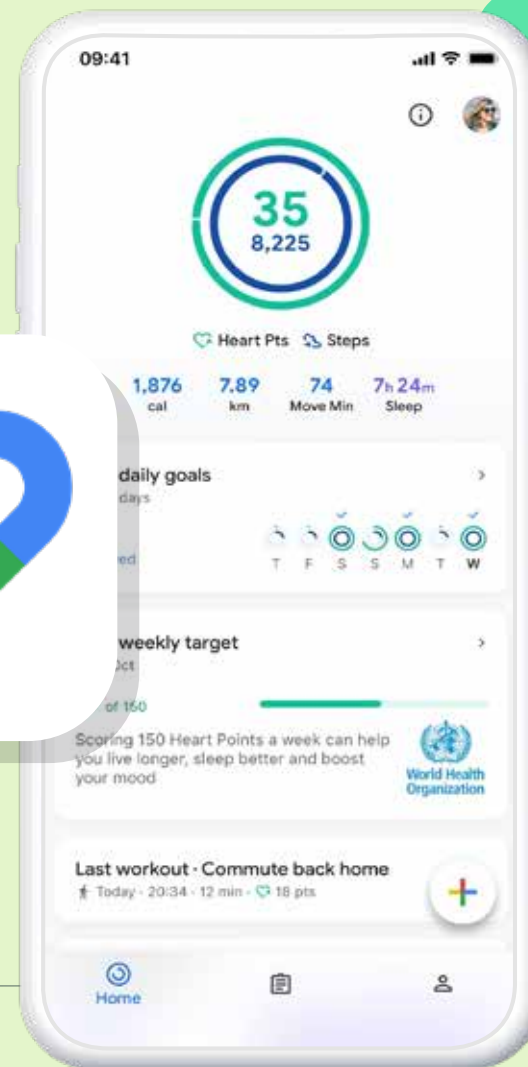 09:41
35
8,225
Heart Pts Steps
1,876 7.89 74 7h 24m
cal km Move Min Sleep
daily goals
days
T F S S M T W
weekly target
Oct
of 150
Scoring 150 Heart Points a week can help
you live longer, sleep better and boost
your mood
World Health
Organization
Last workout · Commute back home
Today · 20:34 · 12 min · 18 pts
Home